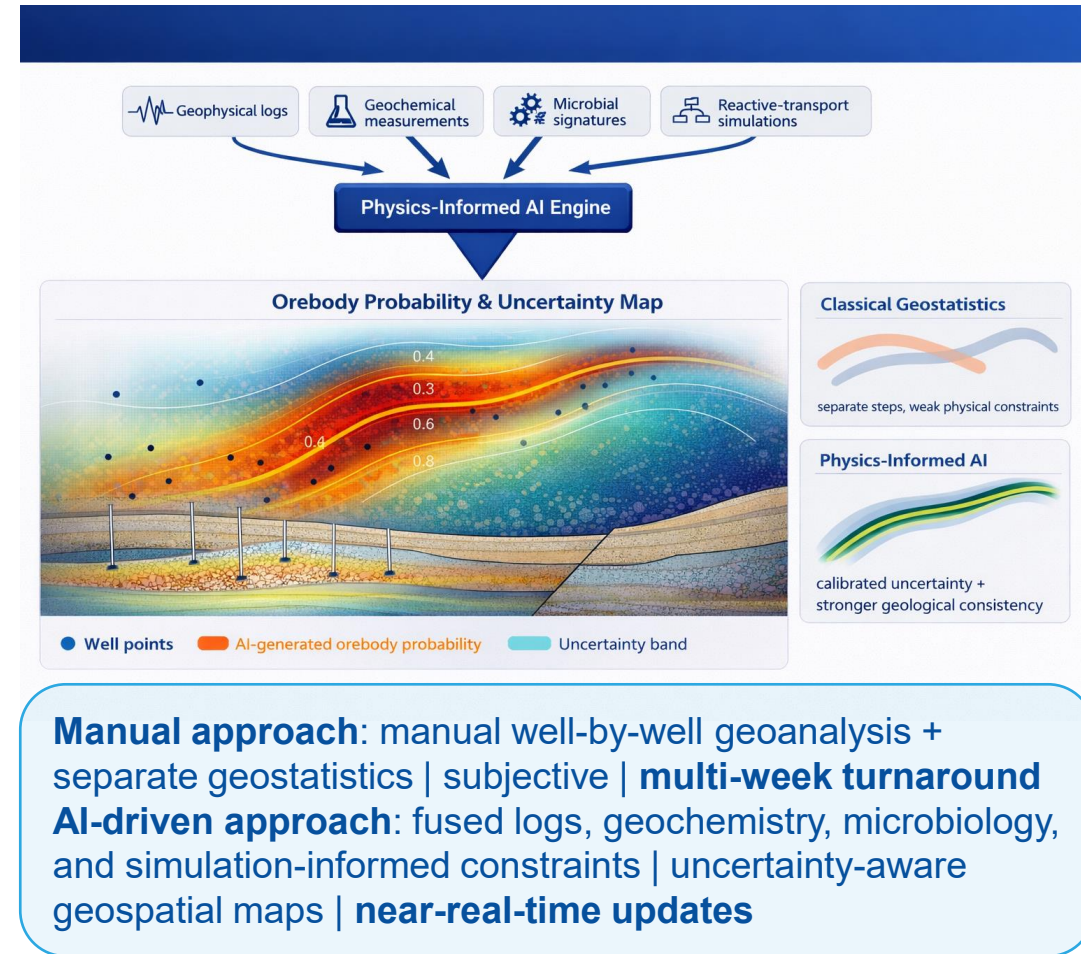 Geophysical logs
Geochemical
measurements
Microbial
signatures
Reactive-transport
simulations
Physics-Informed AI Engine
Orebody Probability & Uncertainty Map
0.4
0.3
0.6
0.4
0.8
Well points
AI-generated orebody probability
Uncertainty band
Classical Geostatistics
separate steps, weak physical constraints
Physics-Informed AI
calibrated uncertainty +
stronger geological consistency
Manual approach: manual well-by-well geoanalysis +
separate geostatistics | subjective | multi-week turnaround
AI-driven approach: fused logs, geochemistry, microbiology,
and simulation-informed constraints | uncertainty-aware
geospatial maps | near-real-time updates